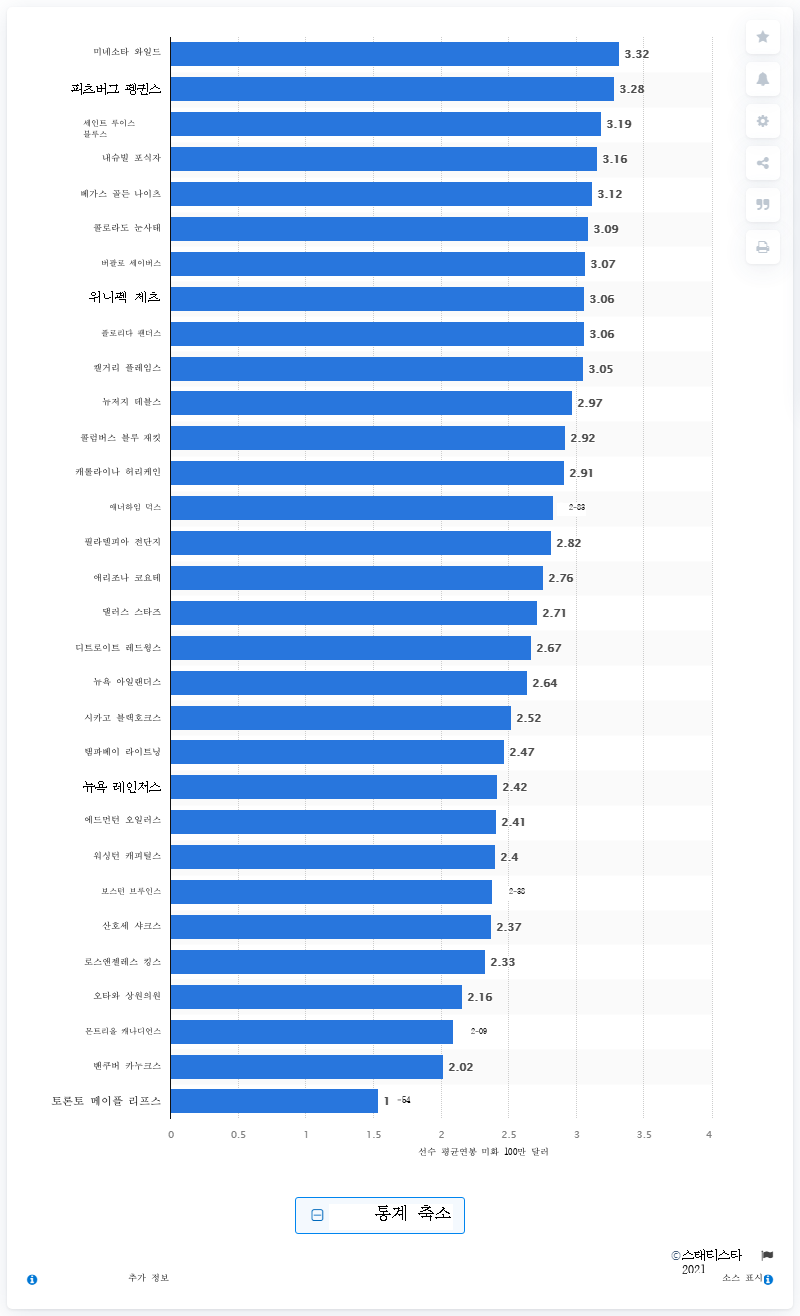 미네소타 와일드 3.32
피츠버그 펭귄스 3.28
세인트 루이스
블루스
3.19
내슈빌 포식자 3.16
베가스 골든 나이츠 3.12
콜로라도 눈사태 3.09
버팔로 세이버스 3.07
위니펙 제츠 3.06
플로리다 팬더스 3.06
캘거리 플레임스 3.05
뉴저지 데블스 2.97
콜럼버스 블루 재킷 2.92
캐롤라이나 허리케인 2.91
애너하임 덕스 2-83
필라델피아 전단지 2.82
애리조나 코요테 2.76
댈러스 스타즈 2.71
디트로이트 레드윙스 2.67
뉴욕 아일랜더스 2.64
시카고 블랙호크스 2.52
탬파베이 라이트닝 2.47
뉴욕 레인저스 2.42
에드먼턴 오일러스 2.41
워싱턴 캐피털스 2.4
보스턴 브루인스 2-38
산호세 샤크스 2.37
로스앤젤레스 킹스 2.33
오타와 상원의원 2.16
몬트리올 캐나디언스 2-09
밴쿠버 카누크스 2.02
토론토 메이플 리프스 1 -54
0 0.5 1 1.5 2 2.5 3 3.5 4
선수 평균연봉 미화 100만 달러
통계 축소
©스태티스타
2021
추가 정보 소스 표시